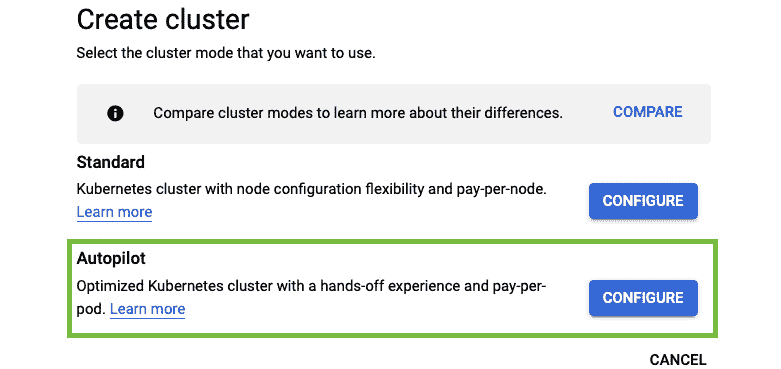 Create cluster
Select the cluster mode that you want to use.
Compare cluster modes to learn more about their differences.
COMPARE
Standard
Kubernetes cluster with node configuration flexibility and pay-per-node.
Learn more
CONFIGURE
Autopilot
Optimized Kubernetes cluster with a hands-off experience and pay-per-
pod. Learn more
CONFIGURE
CANCEL